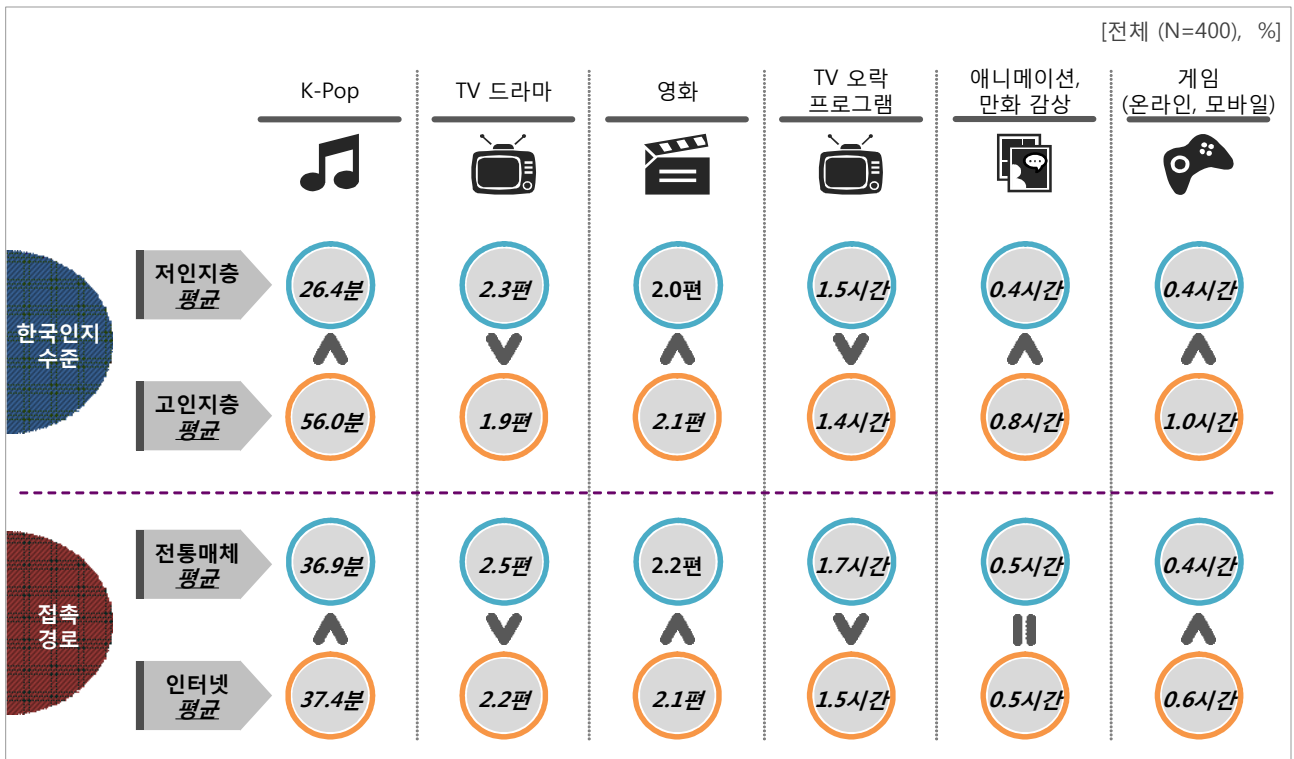 [전체 (N=400), %]
K-Pop
TV 드라마
영화
TV 오락
프로그램
애니메이션,
만화 감상
게임
(온라인, 모바일)
한국인지
수준
저인지층
평균
26.4분
2.3편
2.0편
1.5시간
0.4시간
0.4시간
고인지층
평균
56.0분
1.9편
2.1편
1.4시간
0.8시간
1.0시간
접촉
경로
전통매체
평균
36.9분
2.5편
2.2편
1.7시간
0.5시간
0.4시간
인터넷
평균
37.4분
2.2편
2.1편
1.5시간
0.5시간
0.6시간